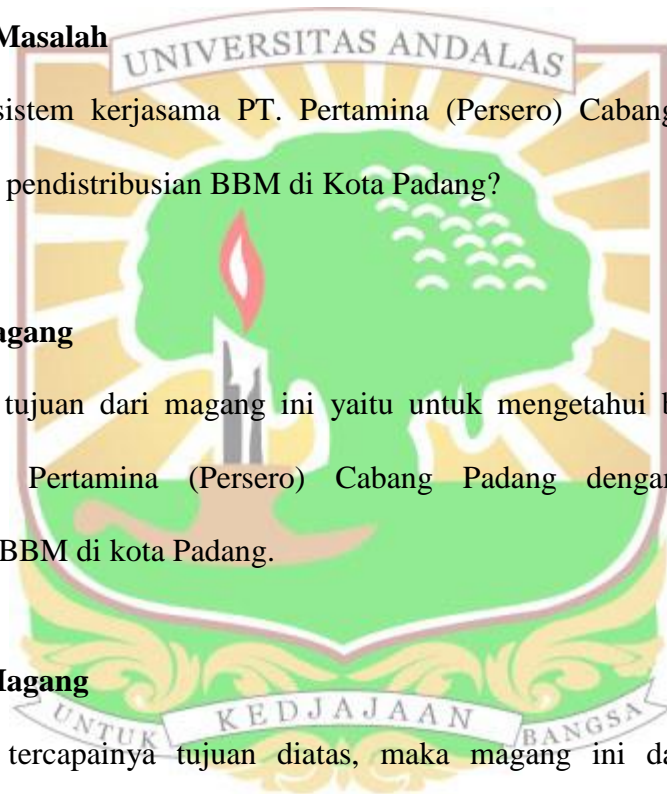 Masalah
UNIVERSITAS ANDALAS
sistem kerjasama PT. Pertamina (Persero) Cabang
pendistribusian BBM di Kota Padang?
agang
tujuan dari magang ini yaitu untuk mengetahui
Pertamina (Persero) Cabang Padang dengan
BBM di kota Padang.
Magang
UNTUK KEDJAJAAN BANGSA
tercapainya tujuan diatas, maka magang ini